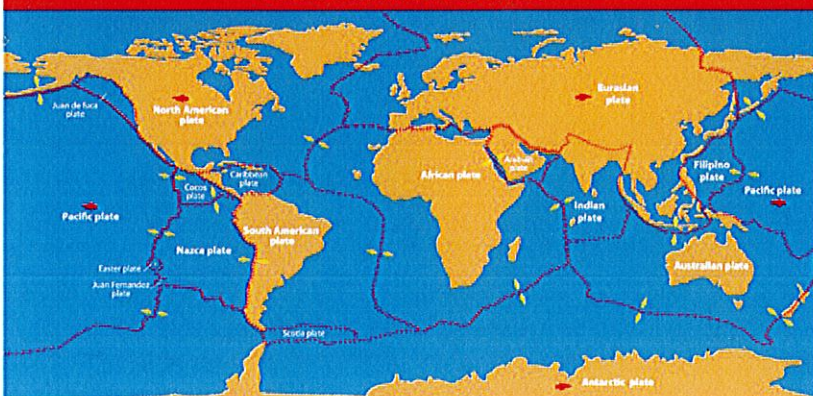 Juan de fuca
plate
North American
plate
Eurasian
plate
Caribbean
plate
Cocos
plate
African plate
Arabian
plate
Filipino
plate
Indian
plate
Pacific plate
Pacific plate
South American
plate
Nazca plate
Australian plate
Easter plate
Juan Fernandez
plate
Scotia plate
Antarctic plate